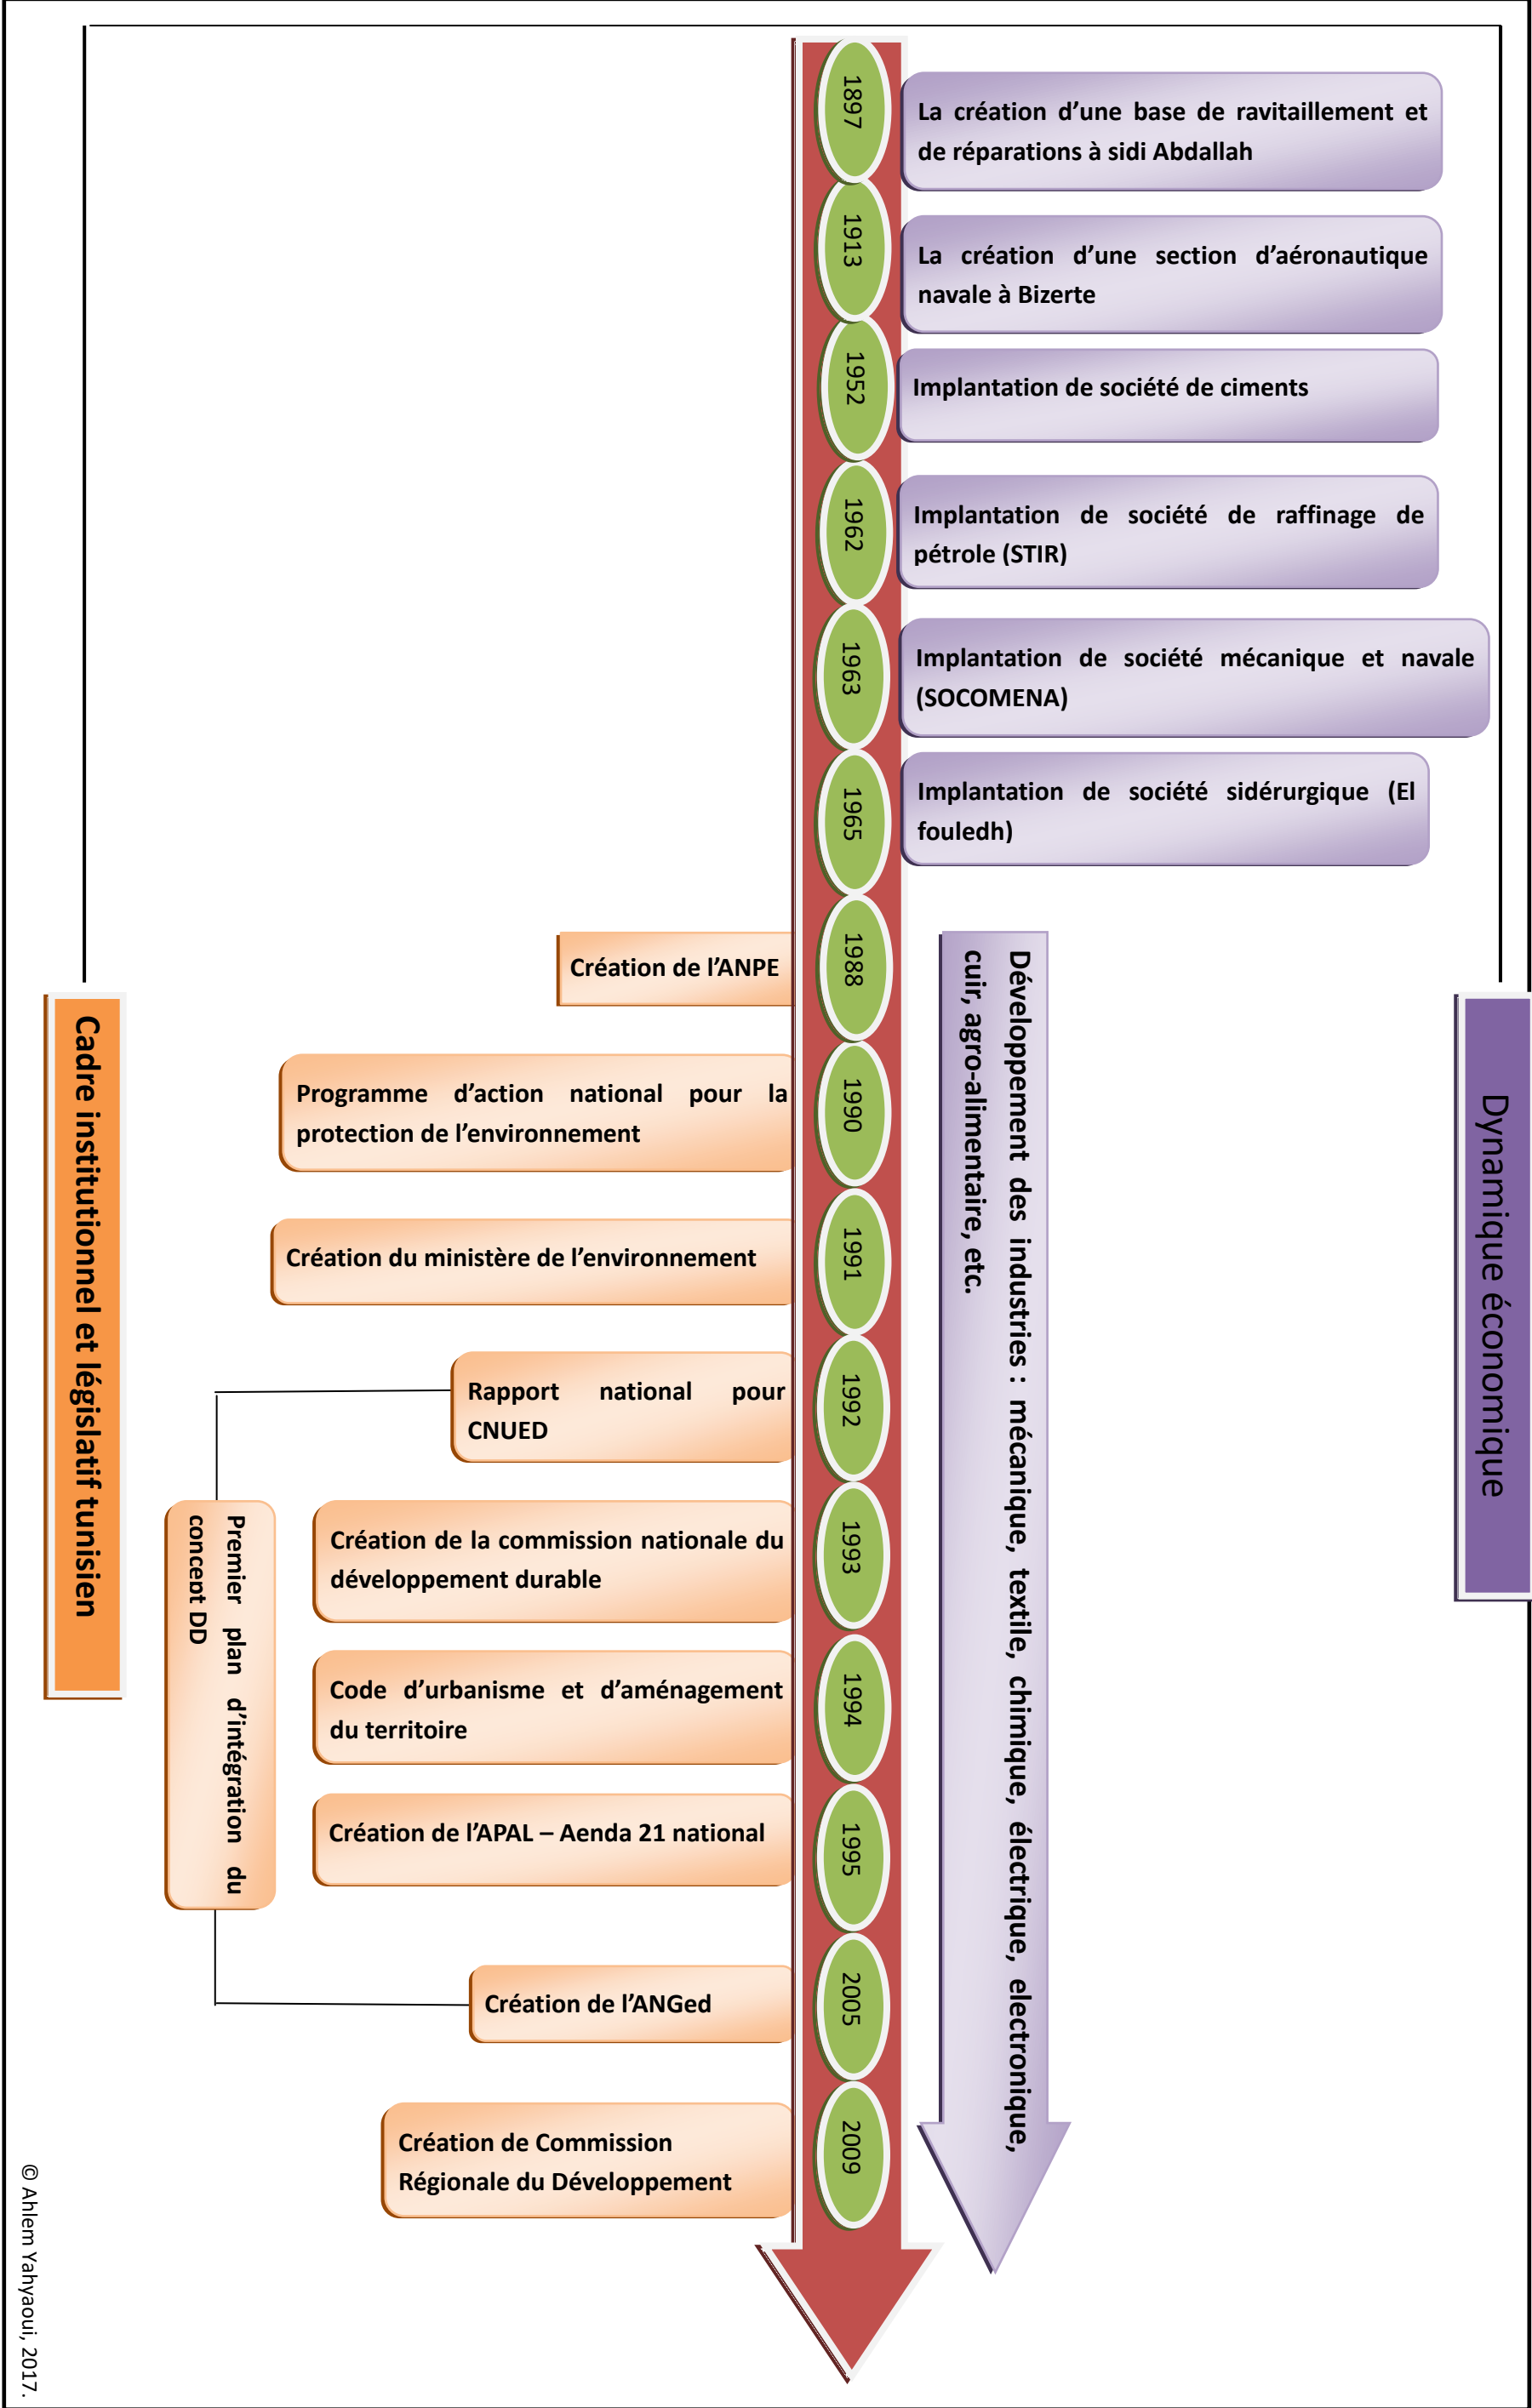 Dynamique économique
1897
La création d’une base de ravitaillement et
de réparations à sidi Abdallah
1913
La création d’une section d’aéronautique
navale à Bizerte
1952
Implantation de société de ciments
1962
Implantation de société de raffinage de
pétrole (STIR)
1963
Implantation de société mécanique et navale
(SOCOMENA)
1965
Implantation de société sidérurgique (El
fouledh)
Développement des industries : mécanique, textile, chimique, électrique, electronique,
cuir, agro-alimentaire, etc.
1988
Création de l’ANPE
1990
Programme d’action national pour la
protection de l’environnement
1991
Création du ministère de l’environnement
1992
Rapport national pour
CNUED
1993
Création de la commission nationale du
développement durable
1994
Code d’urbanisme et d’aménagement
du territoire
1995
Création de l’APAL – Aenda 21 national
2005
Création de l’ANGed
2009
Création de Commission
Régionale du Développement
Premier plan d’intégration du
concept DD
Cadre institutionnel et législatif tunisien
© Ahlem Yahyaoui, 2017.